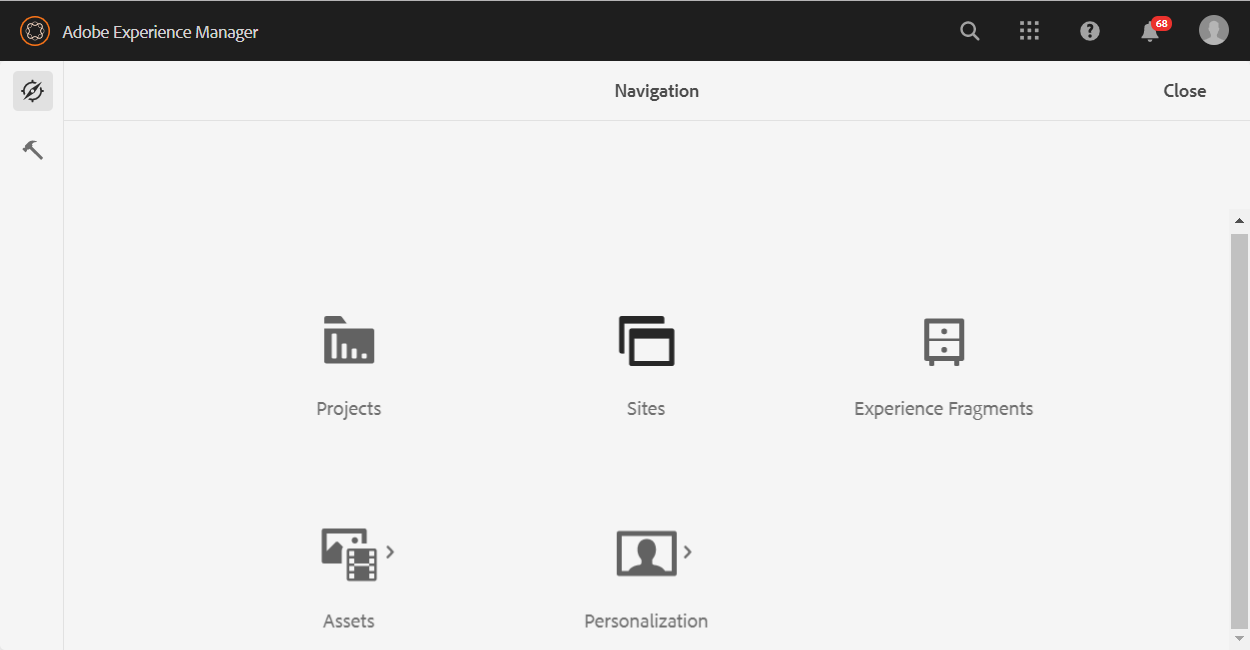 Adobe Experience Manager
68
Navigation
Close
Projects
Sites
Experience Fragments
Assets
Personalization